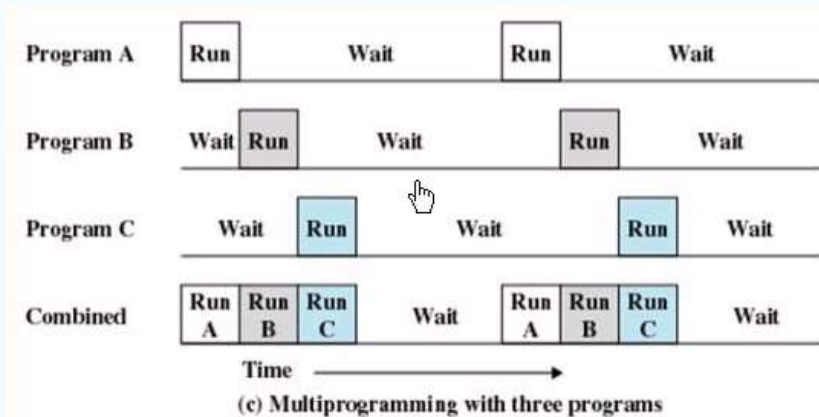 Program A Run Wait Run Wait
Program B Wait Run Wait Run Wait
Program C Wait Run Wait Run Wait
Combined Run A Run B Run C Wait Run A Run B Run C Wait
Time
(c) Multiprogramming with three programs